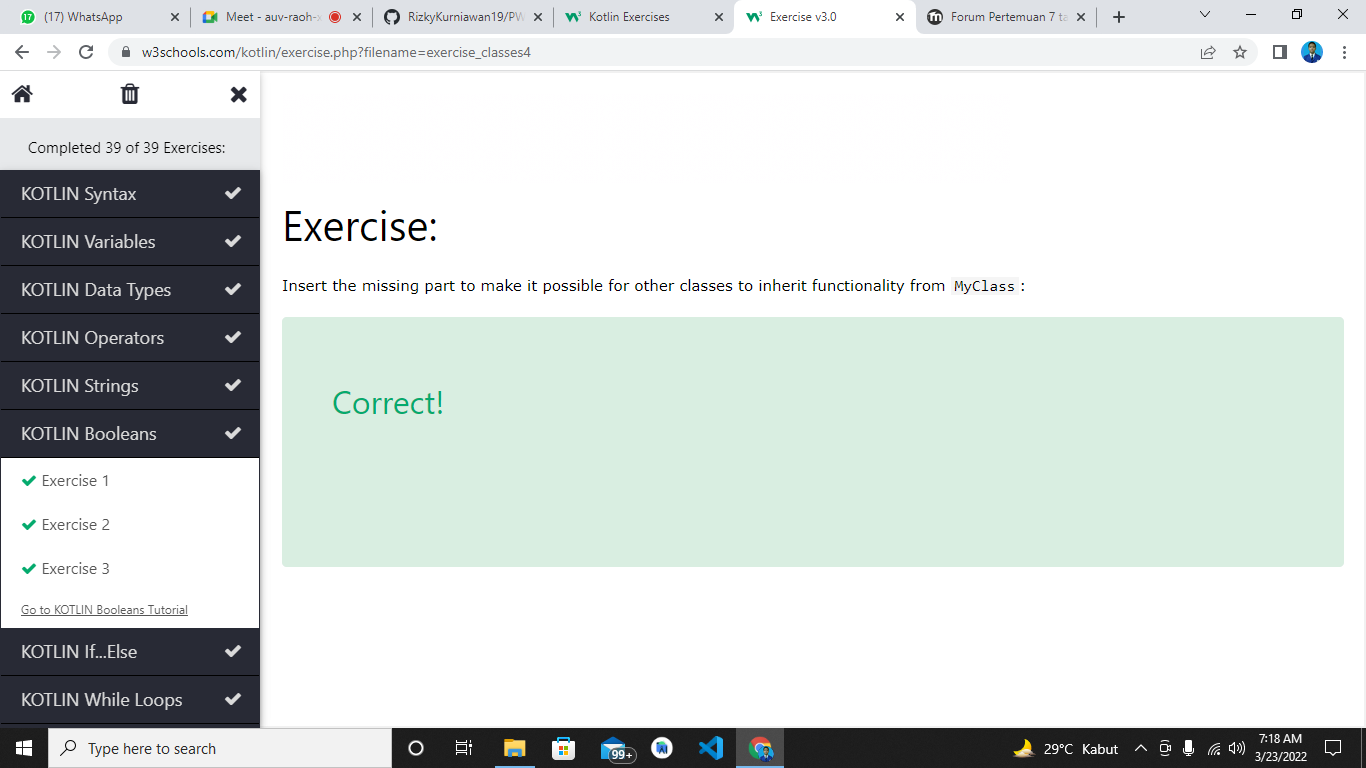 (17) WhatsApp
Meet - auv-raoh-x
RizkyKurniawan19/PW
Kotlin Exercises
Exercise v3.0
Forum Pertemuan 7 ta
w3schools.com/kotlin/exercise.php?filename=exercise_classes4
Completed 39 of 39 Exercises:
KOTLIN Syntax
KOTLIN Variables
KOTLIN Data Types
KOTLIN Operators
KOTLIN Strings
KOTLIN Booleans
Exercise 1
Exercise 2
Exercise 3
Go to KOTLIN Booleans Tutorial
KOTLIN If...Else
KOTLIN While Loops
Exercise:
Insert the missing part to make it possible for other classes to inherit functionality from MyClass:
Correct!
Type here to search
99+
29°C Kabut
7:18 AM
3/23/2022